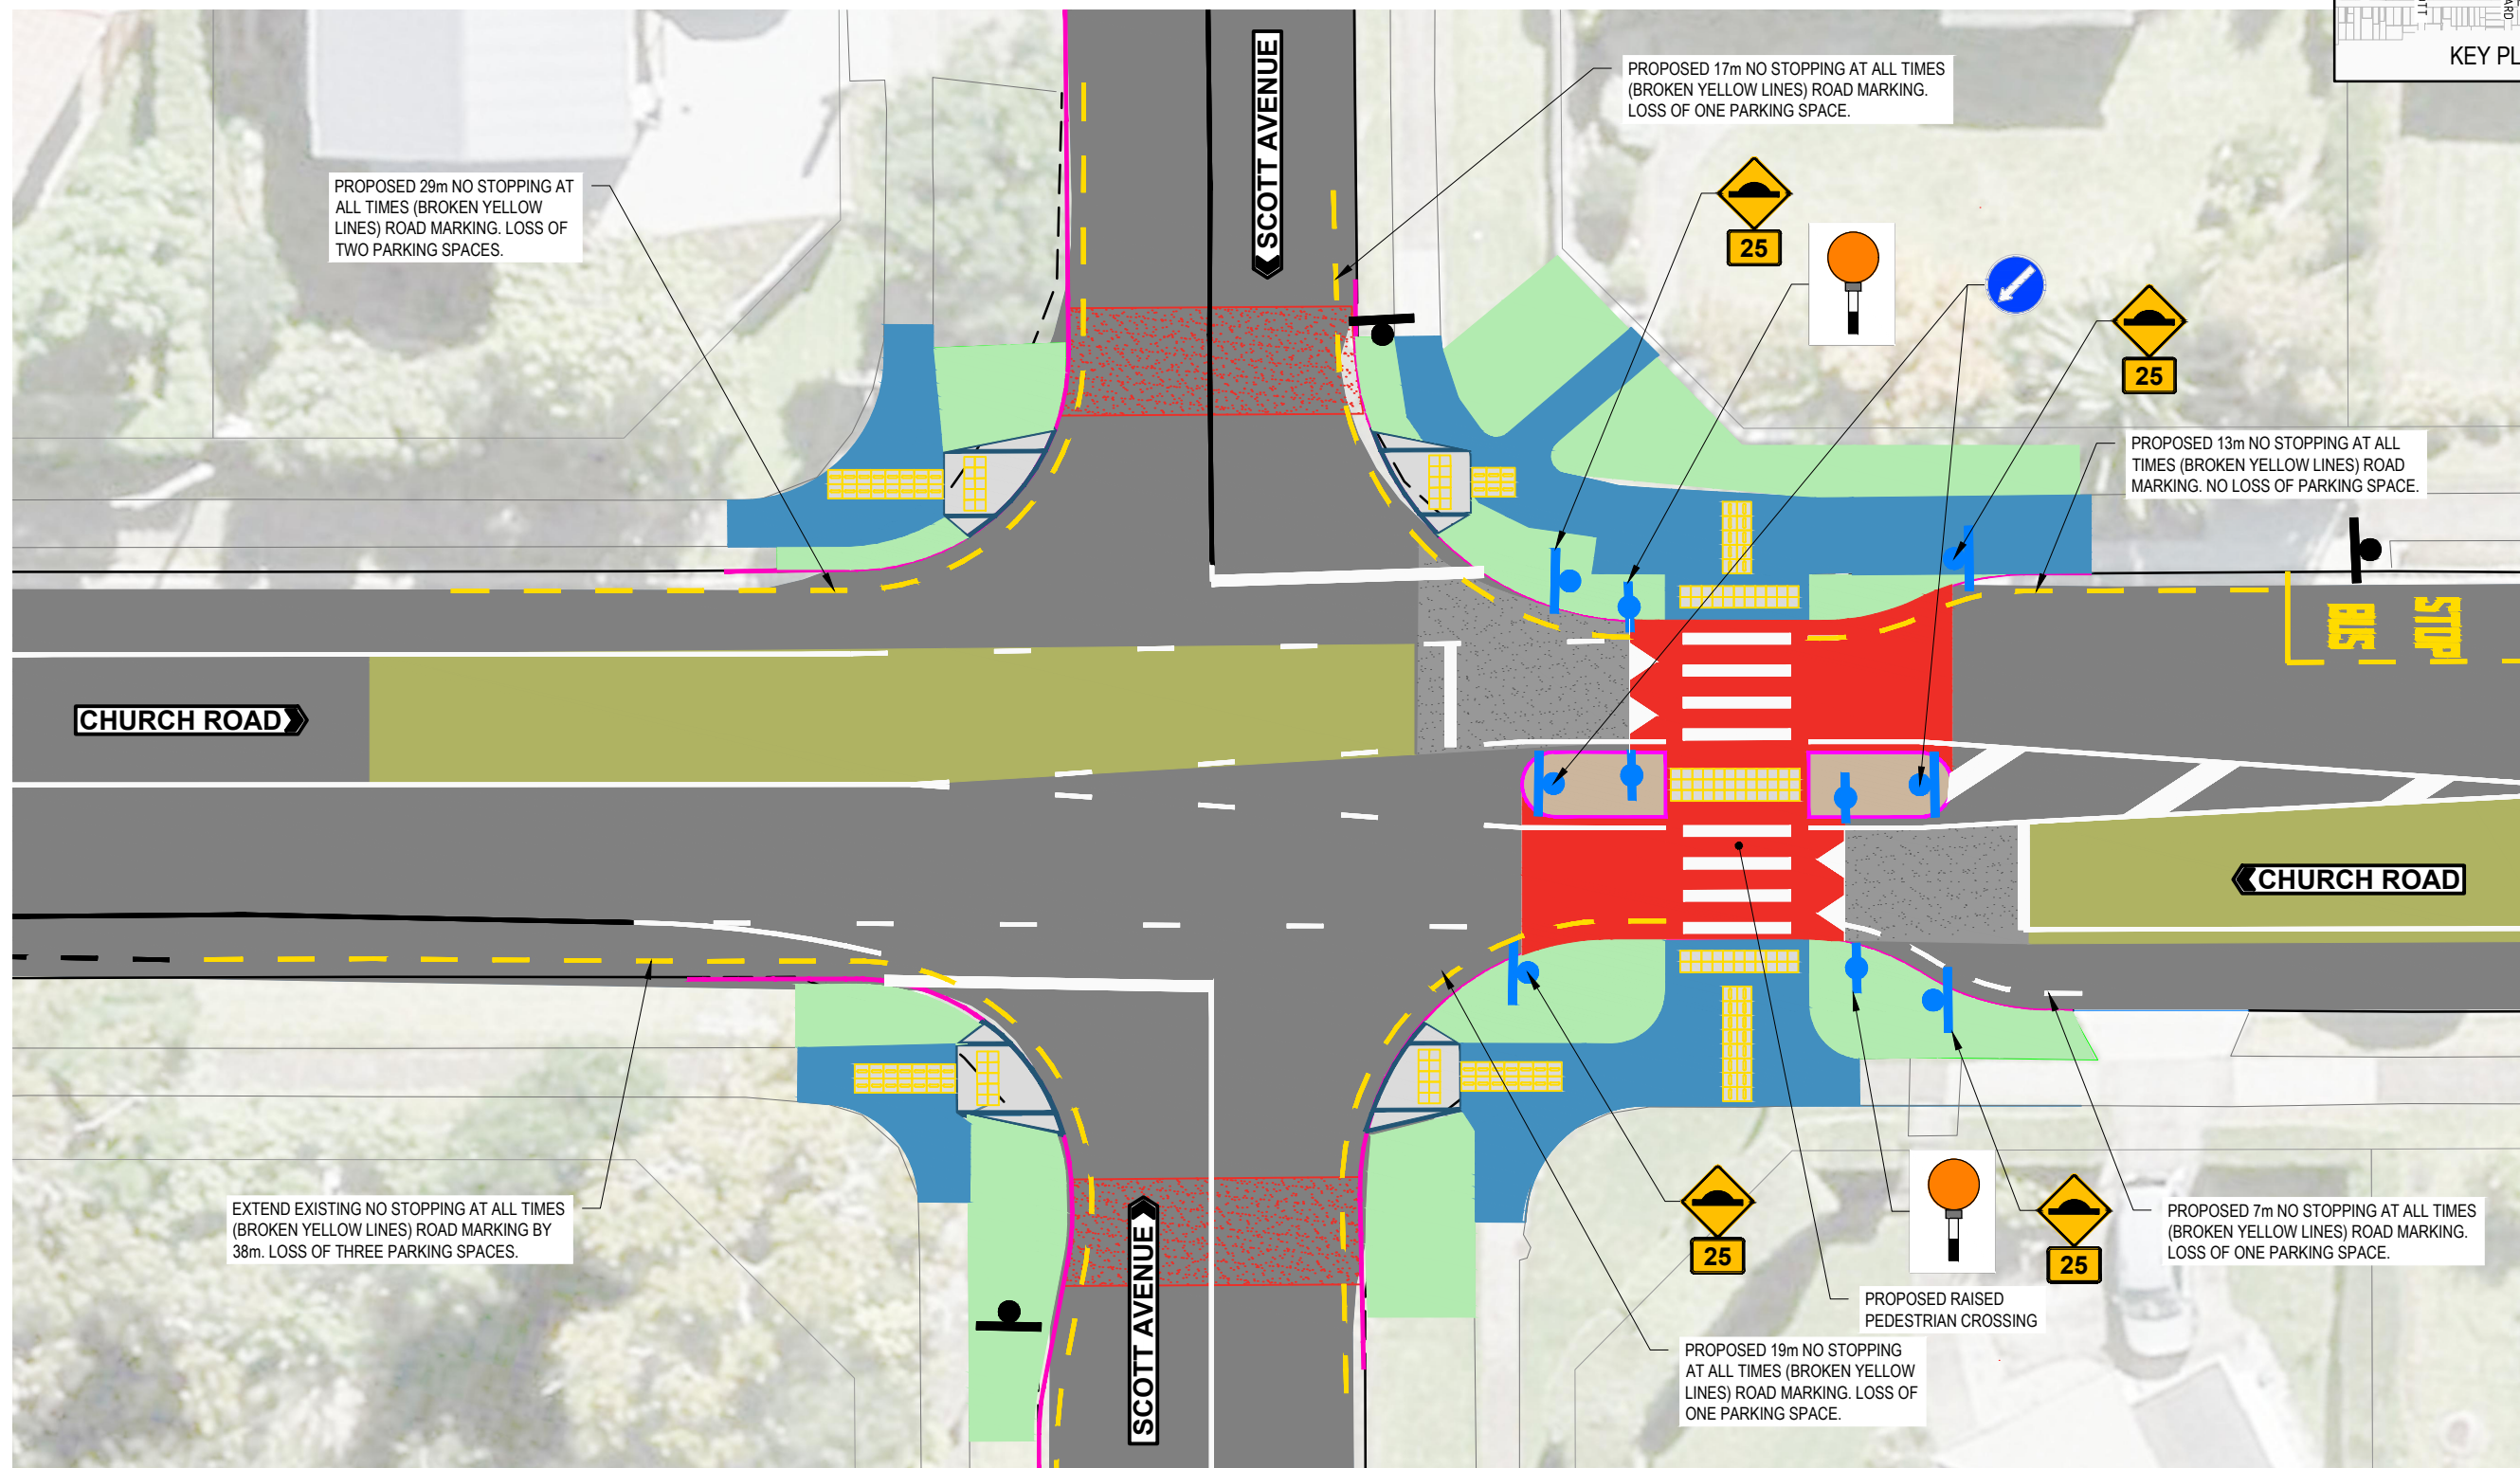 ARD
TT
KEY PL
SCOTT AVENUE
PROPOSED 17m NO STOPPING AT ALL TIMES
(BROKEN YELLOW LINES) ROAD MARKING.
LOSS OF ONE PARKING SPACE.
PROPOSED 29m NO STOPPING AT
ALL TIMES (BROKEN YELLOW
LINES) ROAD MARKING. LOSS OF
TWO PARKING SPACES.
25
25
PROPOSED 13m NO STOPPING AT ALL
TIMES (BROKEN YELLOW LINES) ROAD
MARKING. NO LOSS OF PARKING SPACE.
BUS STOP
CHURCH ROAD
CHURCH ROAD
EXTEND EXISTING NO STOPPING AT ALL TIMES
(BROKEN YELLOW LINES) ROAD MARKING BY
38m. LOSS OF THREE PARKING SPACES.
SCOTT AVENUE
25
25
PROPOSED 7m NO STOPPING AT ALL TIMES
(BROKEN YELLOW LINES) ROAD MARKING.
LOSS OF ONE PARKING SPACE.
PROPOSED RAISED
PEDESTRIAN CROSSING
PROPOSED 19m NO STOPPING
AT ALL TIMES (BROKEN YELLOW
LINES) ROAD MARKING. LOSS OF
ONE PARKING SPACE.